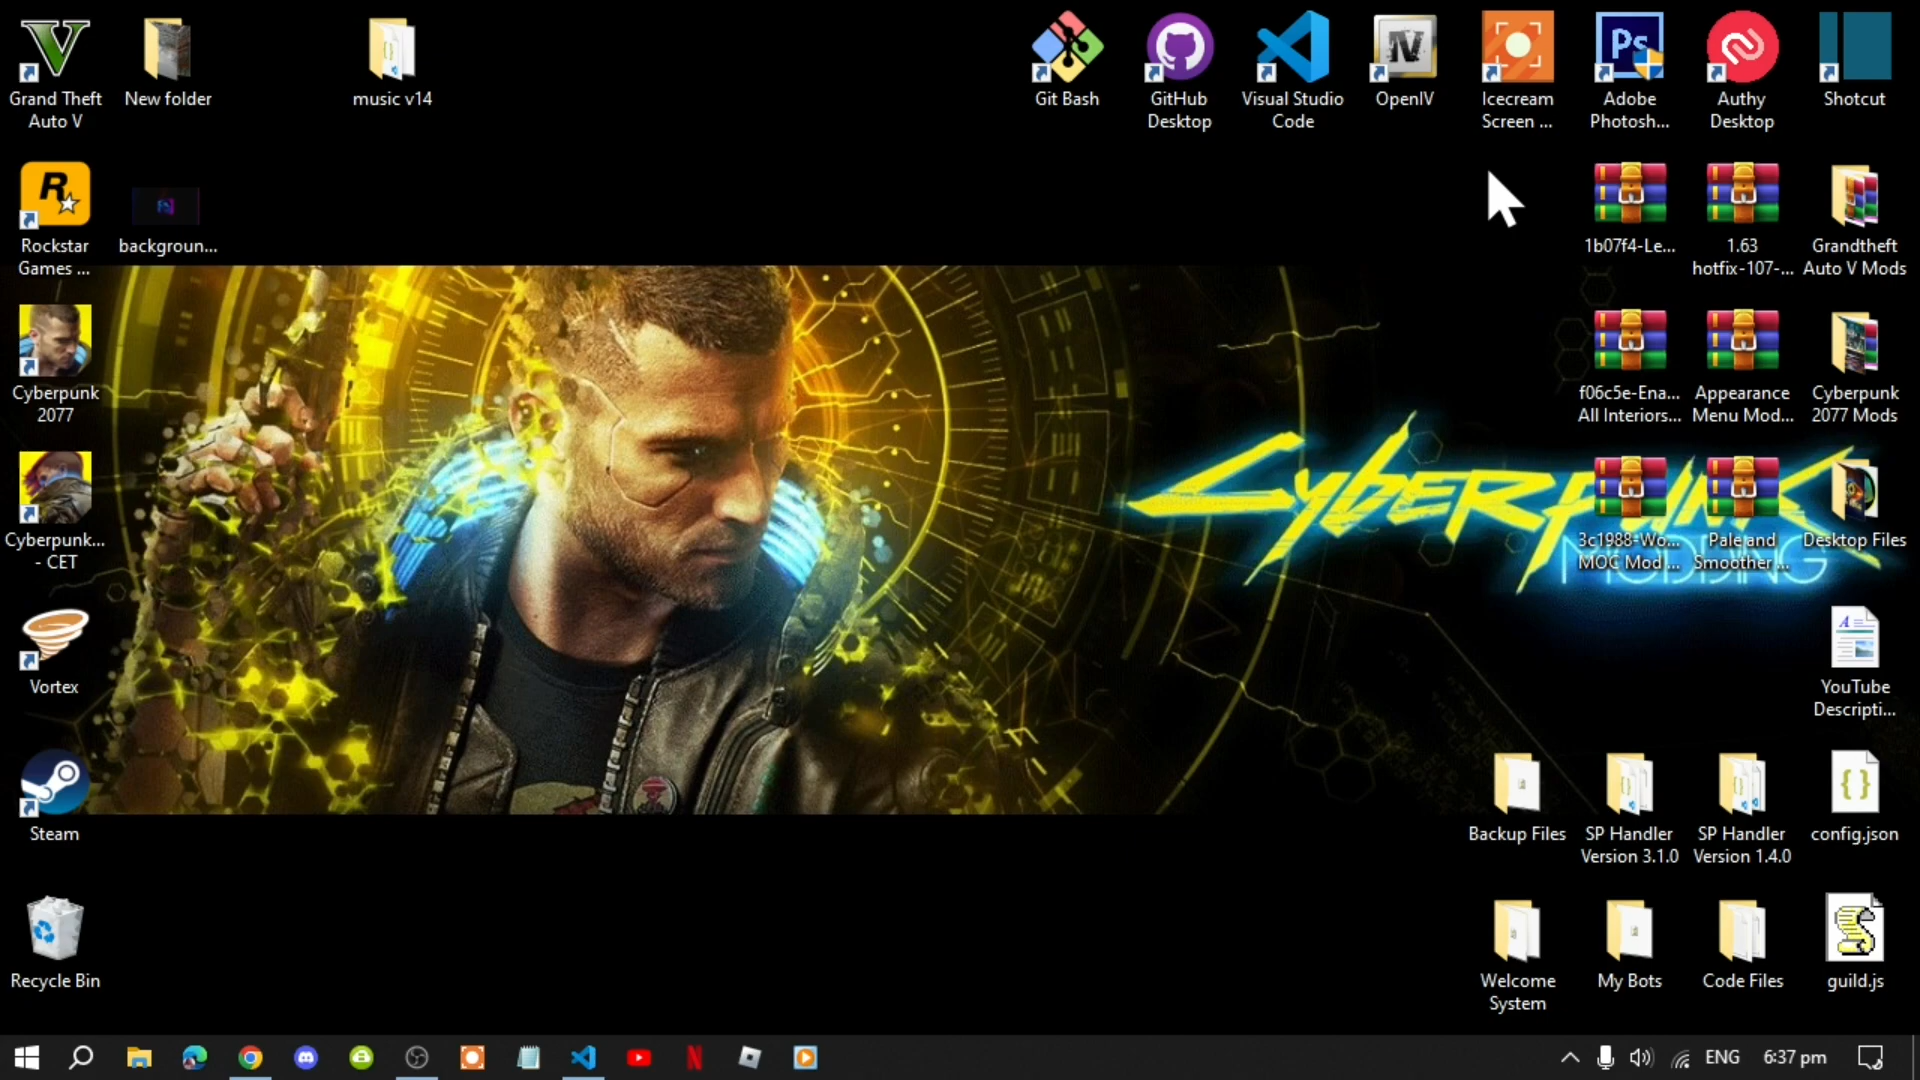 Grand Theft
Auto V
New folder
music v14
Git Bash
GitHub
Desktop
Visual Studio
Code
OpenIV
Icecream
Screen ...
Ps
Adobe
Photosh...
Authy
Desktop
Shotcut
Rockstar
Games ...
backgroun...
1b07f4-Le...
1.63
hotfix-107-...
Grandtheft
Auto V Mods
Cyberpunk
2077
f06c5e-Ena...
All Interiors...
Appearance
Menu Mod...
Cyberpunk
2077 Mods
Cyberpunk...
- CET
CYBERPUNK
MODDING
3c1988-Wo...
MOC Mod ...
Pale and
Smoother ...
Desktop Files
Vortex
YouTube
Descripti...
Steam
Backup Files
SP Handler
Version 3.1.0
SP Handler
Version 1.4.0
config.json
Recycle Bin
Welcome
System
My Bots
Code Files
guild.js
ENG
6:37 pm